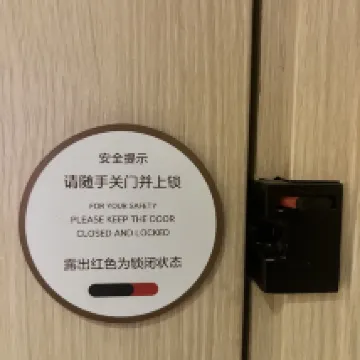 安全提示
请随手关门并上锁
FOR YOUR SAFETY
PLEASE KEEP THE DOOR
CLOSED AND LOCKED
露出红色为锁闭状态